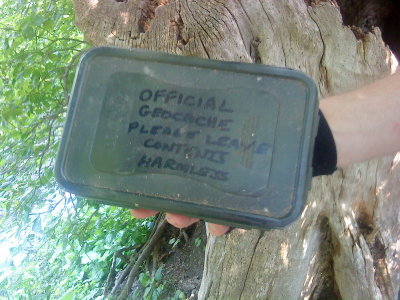 OFFICIAL
GEOCACHE
PLEASE LEAVE
CONTENTS
HARMLESS